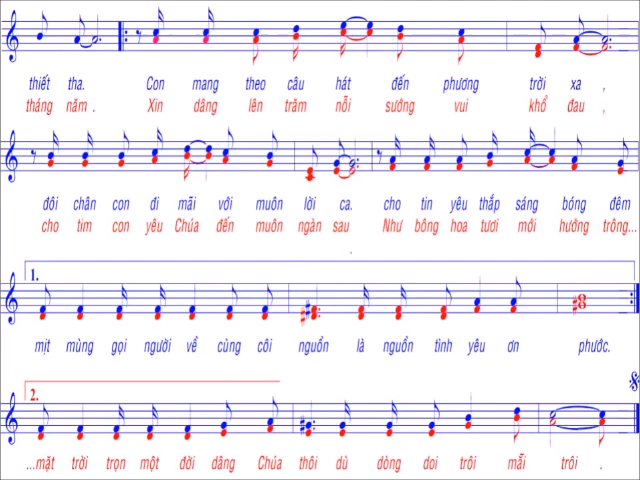 thiết tha. Con mang theo câu hát đến phương trời xa ,
tháng năm . Xin dâng lên trăm nỗi sướng vui khổ đau ,
đôi chân con đi mãi với muôn lời ca. cho tin yêu thắp sáng bóng đêm
cho tim con yêu Chúa đến muôn ngàn sau Như bông hoa tươi mới hướng trông...
1.
mịt mùng gọi người về cùng côi nguồn là nguồn tình yêu ơn phước.
2.
...mặt trời trọn một đời dâng Chúa thôi dù dòng doi trôi mãi trôi .